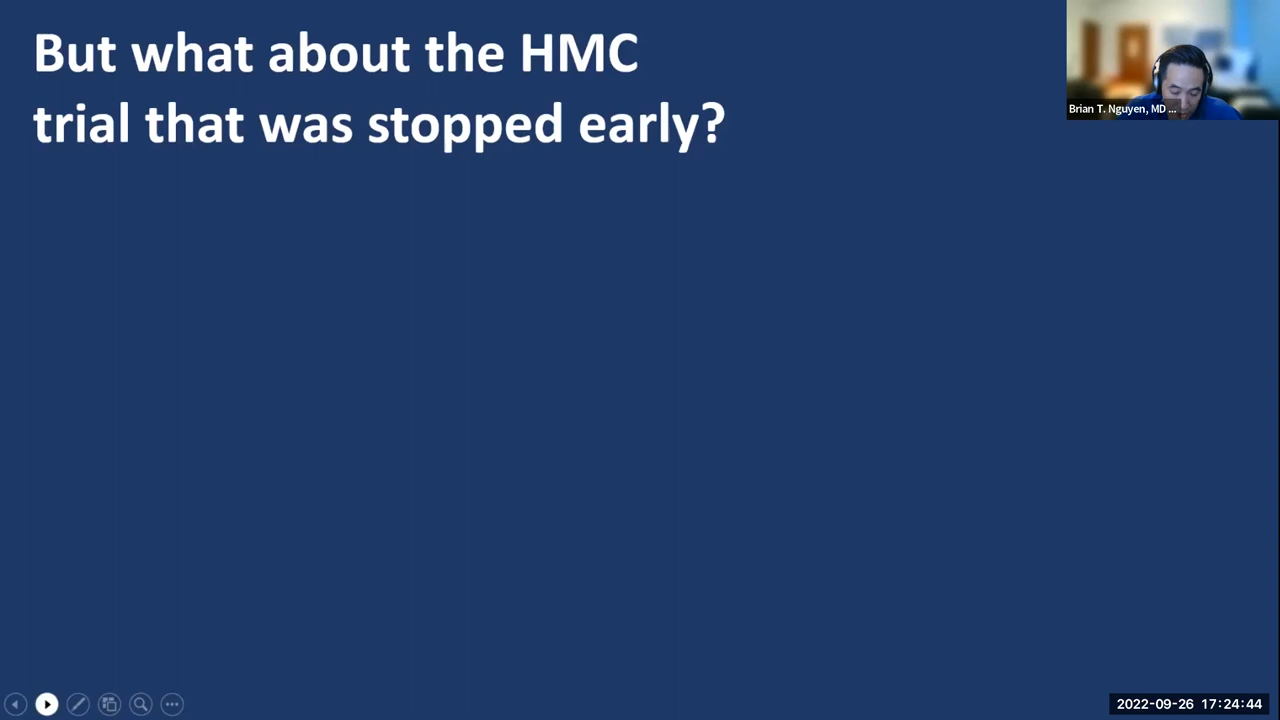 But what about the HMC
trial that was stopped early?
Brian T. Nguyen, MD ...
2022-09-26 17:24:44